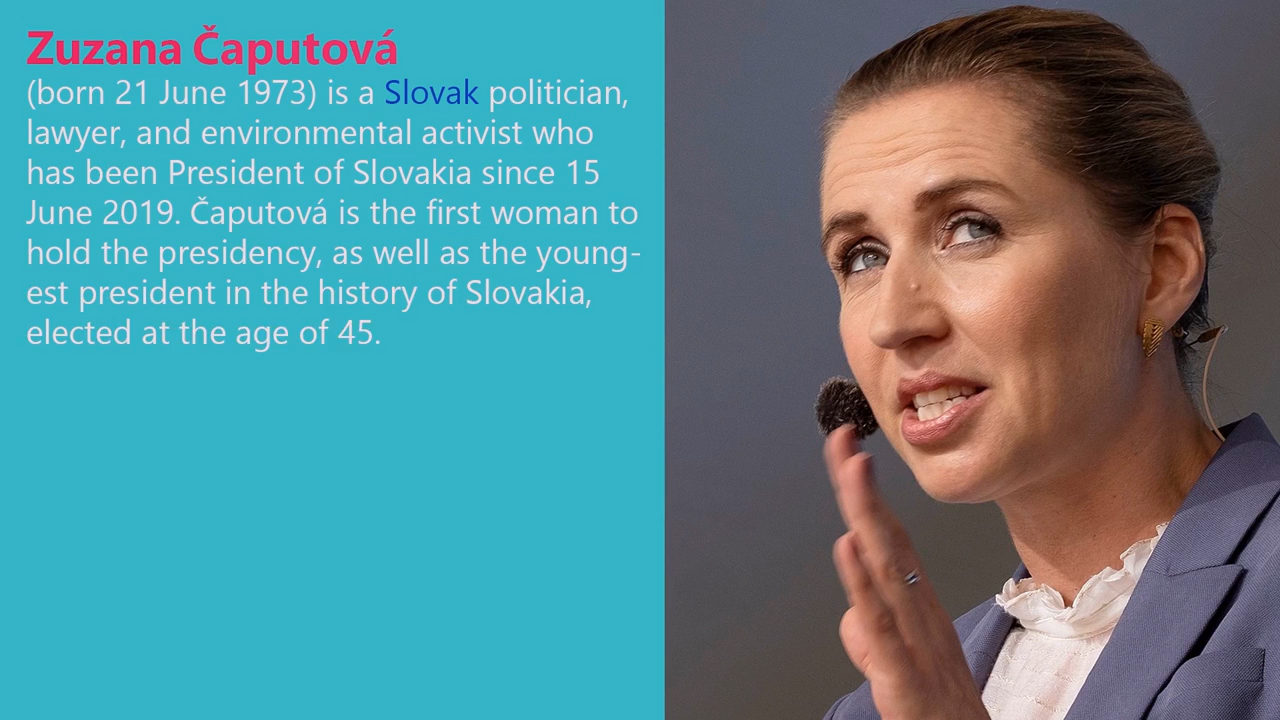 Zuzana Čaputová
(born 21 June 1973) is a Slovak politician,
lawyer, and environmental activist who
has been President of Slovakia since 15
June 2019. Čaputová is the first woman to
hold the presidency, as well as the young-
est president in the history of Slovakia,
elected at the age of 45.